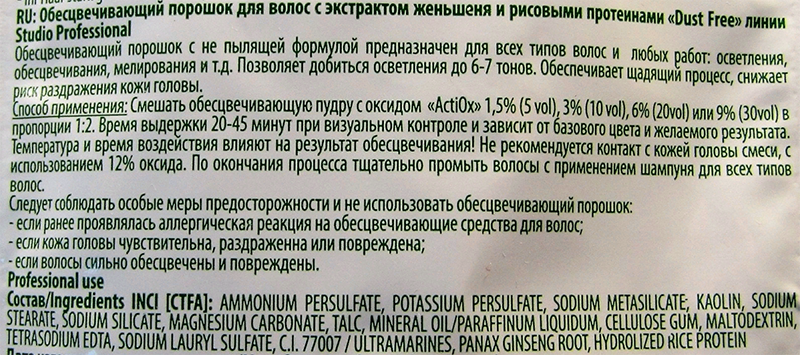 RU: Обесцвечивающий порошок для волос с экстрактом женьшеня и рисовыми протеинами «Dust Free» линии
Studio Professional
Обесцвечивающий порошок с не пылящей формулой предназначен для всех типов волос и любых работ: осветления,
обесцвечивания, мелирования и т.д. Позволяет добиться осветления до 6-7 тонов. Обеспечивает щадящий процесс, снижает
риск раздражения кожи головы.
Способ применения: Смешать обесцвечивающую пудру с оксидом «ActiOx» 1,5% (5 vol), 3% (10 vol), 6% (20vol) или 9% (30vol) в
пропорции 1:2. Время выдержки 20-45 минут при визуальном контроле и зависит от базового цвета и желаемого результата.
Температура и время воздействия влияют на результат обесцвечивания! Не рекомендуется контакт с кожей головы смеси, с
использованием 12% оксида. По окончания процесса тщательно промыть волосы с применением шампуня для всех типов
волос.
Следует соблюдать особые меры предосторожности и не использовать обесцвечивающий порошок:
- если ранее проявлялась аллергическая реакция на обесцвечивающие средства для волос;
- если кожа головы чувствительна, раздраженна или повреждена;
- если волосы сильно обесцвечены и повреждены.
Professional use
Состав/Ingredients INCI [CTFA]: AMMONIUM PERSULFATE, POTASSIUM PERSULFATE, SODIUM METASILICATE, KAOLIN, SODIUM
STEARATE, SODIUM SILICATE, MAGNESIUM CARBONATE, TALC, MINERAL OIL/PARAFFINUM LIQUIDUM, CELLULOSE GUM, MALTODEXTRIN,
TETRASODIUM EDTA, SODIUM LAURYL SULFATE, C.I. 77007 / ULTRAMARINES, PANAX GINSENG ROOT, HYDROLIZED RICE PROTEIN